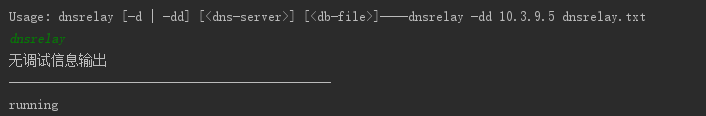 Usage: dnsrelay [-d | -dd] [<dns-server>] [<db-file>]——dnsrelay -dd 10.3.9.5 dnsrelay.txt
dnsrelay
无调试信息输出
————————————————————————
running